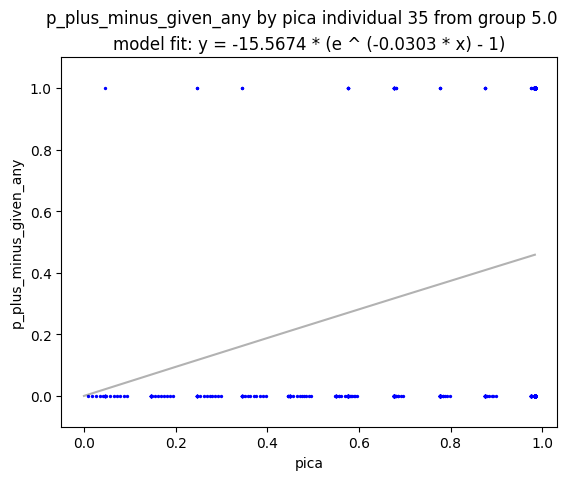 p_plus_minus_given_any by pica individual 35 from group 5.0
model fit: y = -15.5674 * (e ^ (-0.0303 * x) - 1)
1.0
0.8
0.6
0.4
0.2
0.0
p_plus_minus_given_any
0.0 0.2 0.4 0.6 0.8 1.0
pica